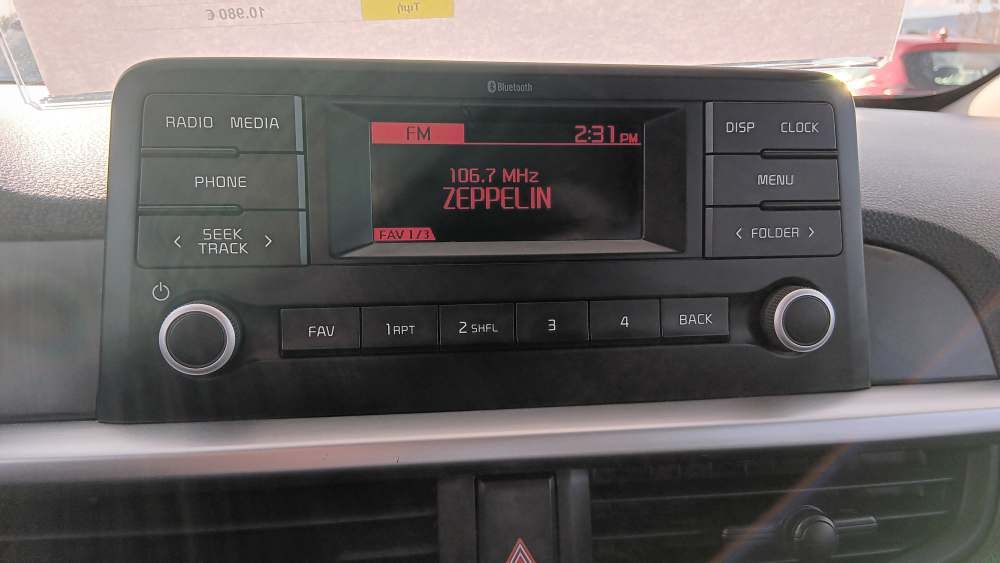 10.980 €
Τιμή
Bluetooth
RADIO MEDIA
PHONE
< SEEK TRACK >
FM 2:31 PM
106.7 MHz
ZEPPELIN
FAV 1/3
DISP CLOCK
MENU
< FOLDER >
FAV
1 RPT
2 SHFL
3
4
BACK